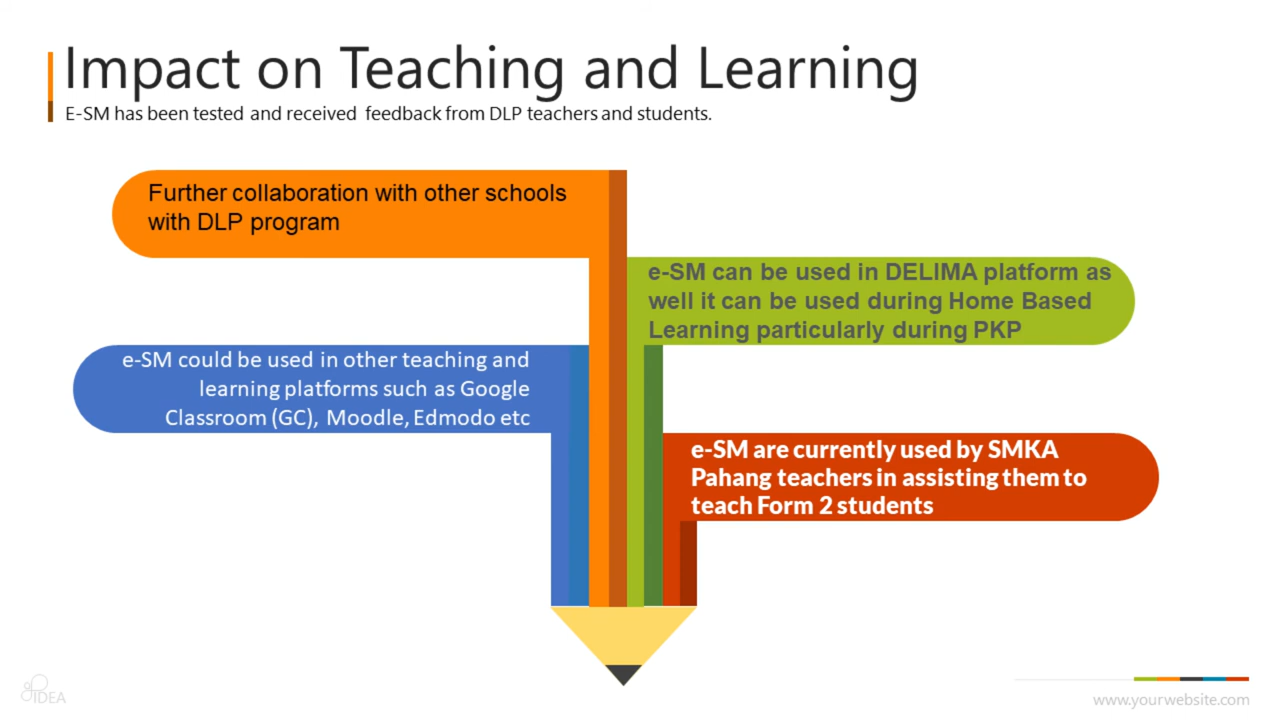 Impact on Teaching and Learning
E-SM has been tested and received feedback from DLP teachers and students.
Further collaboration with other schools
with DLP program
e-SM can be used in DELIMA platform as
well it can be used during Home Based
Learning particularly during PKP
e-SM could be used in other teaching and
learning platforms such as Google
Classroom (GC), Moodle, Edmodo etc
e-SM are currently used by SMKA
Pahang teachers in assisting them to
teach Form 2 students
IDEA
www.yourwebsite.com